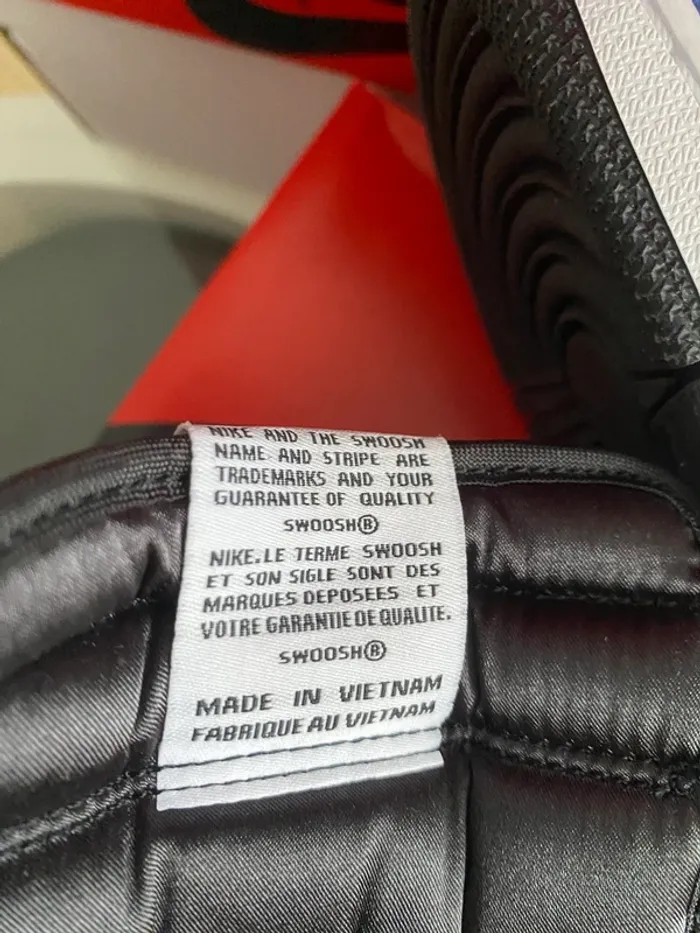 NIKE AND THE SWOOSH
NAME AND STRIPE ARE
TRADEMARKS AND YOUR
GUARANTEE OF QUALITY
SWOOSH®
NIKE.LE TERME SWOOSH
ET SON SIGLE SONT DES
MARQUES DEPOSEES ET
VOTRE GARANTIE DE QUALITE.
SWOOSH®
MADE IN VIETNAM
FABRIQUE AU VIETNAM